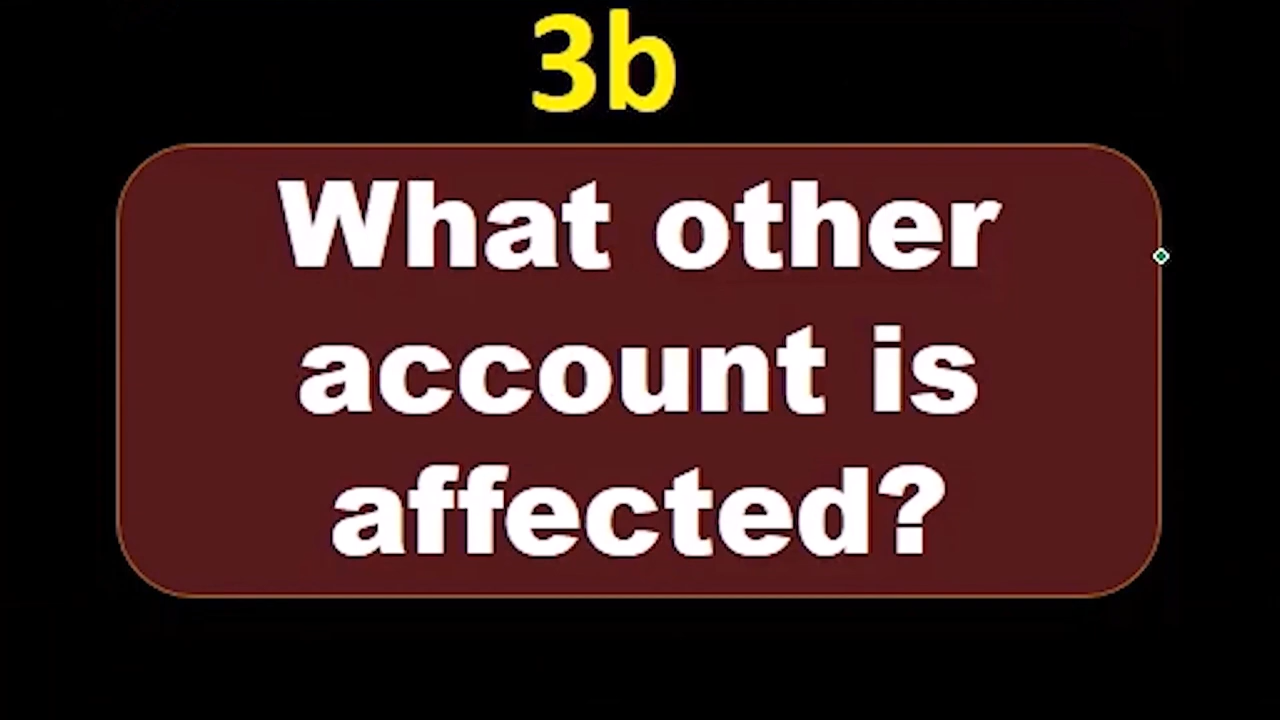 3b
What other
account is
affected?